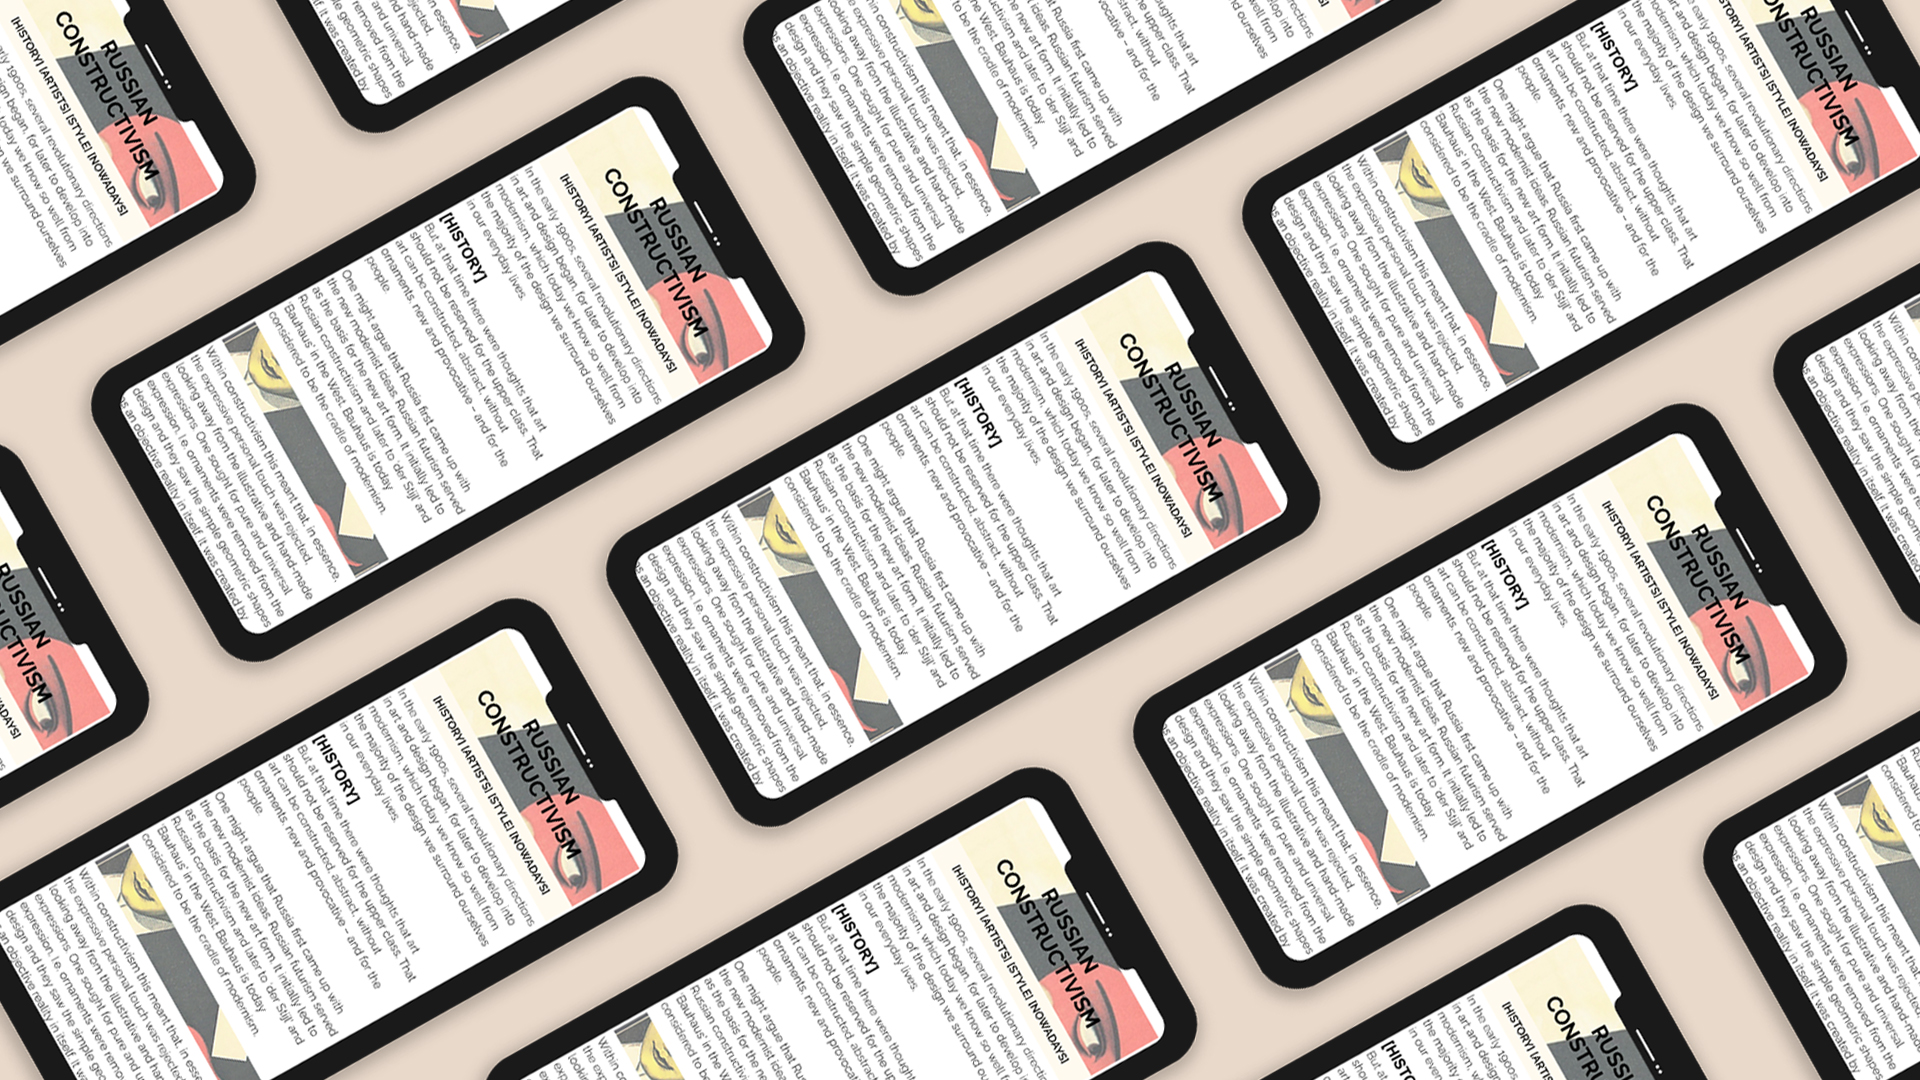 RUSSIAN
CONSTRUCTIVISM
[HISTORY] [ARTISTS] [STYLE] [NOWADAYS]
In the early 1900s, several revolutionary directions
in art and design began, for later to develop into
modernism, which today we know so well from
the majority of the design we surround ourselves
in our everyday lives.
[HISTORY]
But at that time there were thoughts that art
should not be reserved for the upper class. That
art can be constructed, abstract, without
ornaments, new and provocative – and for the
people.
One might argue that Russia first came up with
the new modernist ideas. Russian futurism served
as the basis for the new art form. It initially led to
Russian constructivism and later to 'der Stijl' and
Bauhaus' in the West. Bauhaus is today
considered to be the cradle of modernism.
Within constructivism this meant that, in essence,
the expressive personal touch was rejected,
looking away from the illustrative and hand-made
expressions. One sought for pure and universal
expression, i.e. ornaments were removed from the
design and they saw the simple geometric shapes
as an objective reality in itself. It was created by